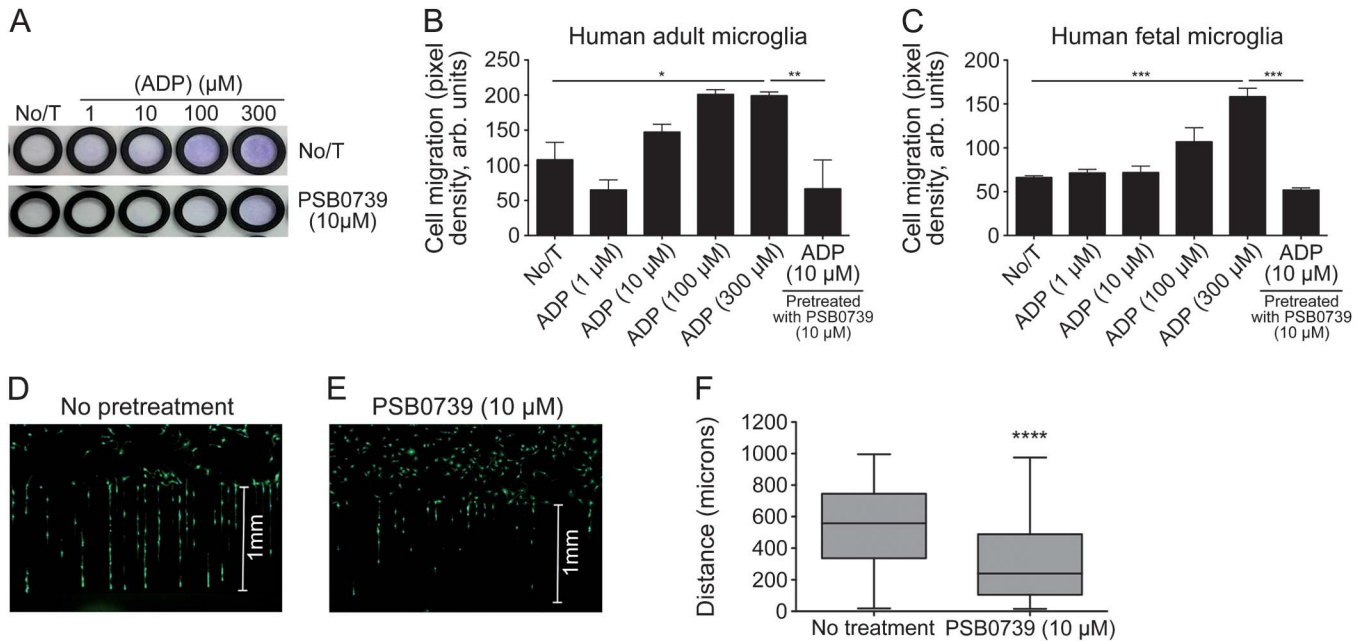 A
(ADP) (µM)
No/T 1 10 100 300
No/T
PSB0739
(10µM)
B
Human adult microglia
Cell migration (pixel
density, arb. units)
250
200
150
100
50
0
*
**
No/T
ADP (1 µM)
ADP (10 µM)
ADP (100 µM)
ADP (300 µM)
ADP
(10 µM)
Pretreated
with PSB0739
(10 µM)
C
Human fetal microglia
Cell migration (pixel
density, arb. units)
200
150
100
50
0
***
***
No/T
ADP (1 µM)
ADP (10 µM)
ADP (100 µM)
ADP (300 µM)
ADP
(10 µM)
Pretreated
with PSB0739
(10 µM)
D
No pretreatment
1mm
E
PSB0739 (10 µM)
1mm
F
Distance (microns)
1200
1000
800
600
400
200
0
****
No treatment
PSB0739 (10 µM)